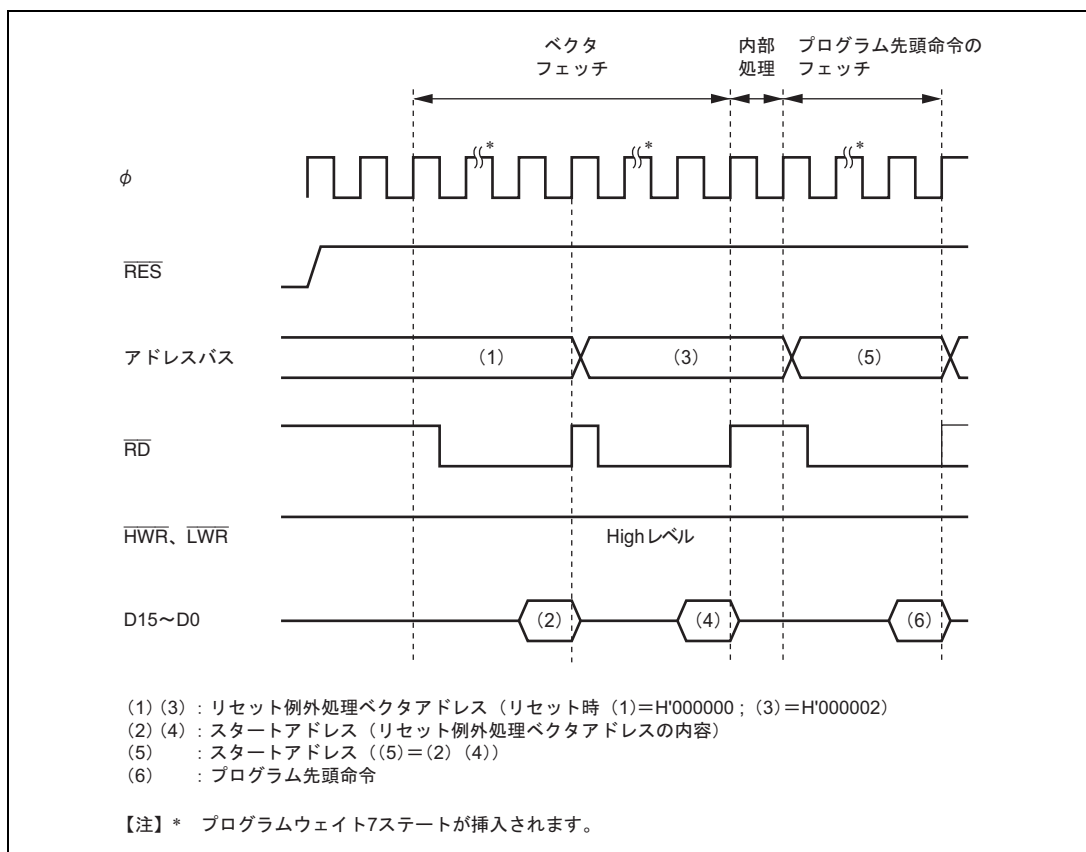 ベクタ
フェッチ
内部
処理
プログラム先頭命令の
フェッチ
φ
*
*
*
RES
アドレスバス
(1)
(3)
(5)
RD
HWR、LWR
Highレベル
D15～D0
(2)
(4)
(6)
(1)(3) : リセット例外処理ベクタアドレス（リセット時 (1)＝H'000000 ; (3)＝H'000002）
(2)(4) : スタートアドレス（リセット例外処理ベクタアドレスの内容）
(5) : スタートアドレス（(5)＝(2) (4)）
(6) : プログラム先頭命令
【注】* プログラムウェイト7ステートが挿入されます。